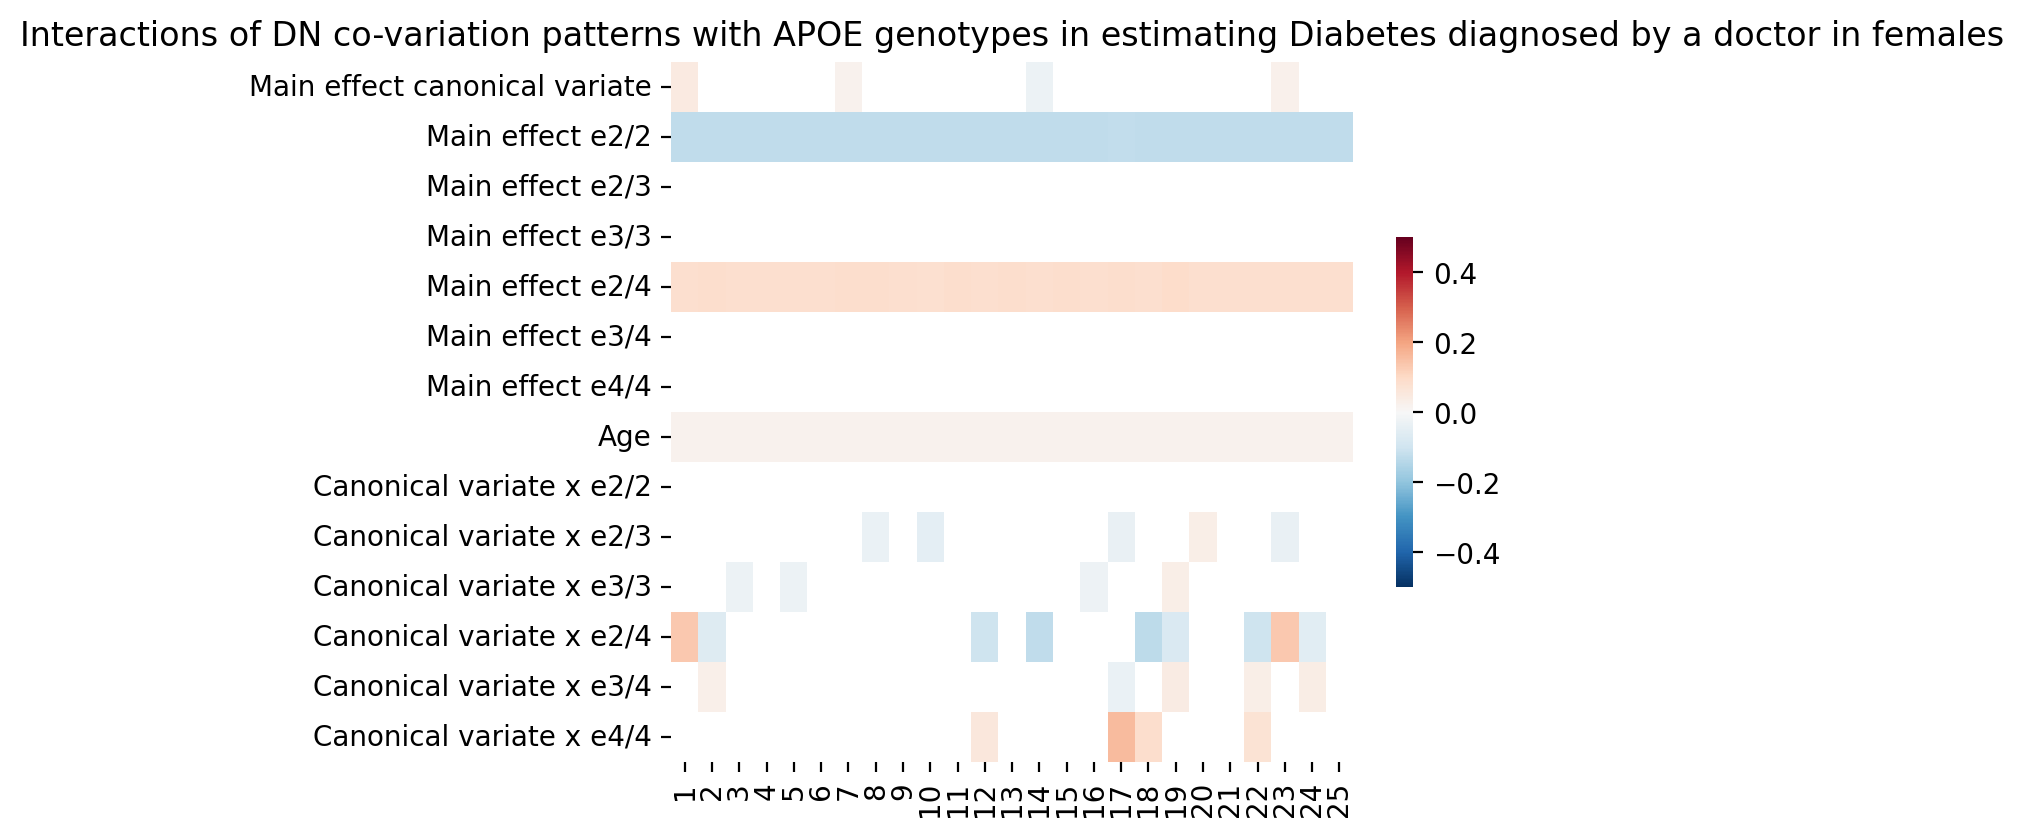 Interactions of DN co-variation patterns with APOE genotypes in estimating Diabetes diagnosed by a doctor in females
Main effect canonical variate
Main effect e2/2
Main effect e2/3
Main effect e3/3
Main effect e2/4
Main effect e3/4
Main effect e4/4
Age
Canonical variate x e2/2
Canonical variate x e2/3
Canonical variate x e3/3
Canonical variate x e2/4
Canonical variate x e3/4
Canonical variate x e4/4
1 2 3 4 5 6 7 8 9 10 11 12 13 14 15 16 17 18 19 20 21 22 23 24 25
0.4
0.2
0.0
−0.2
−0.4